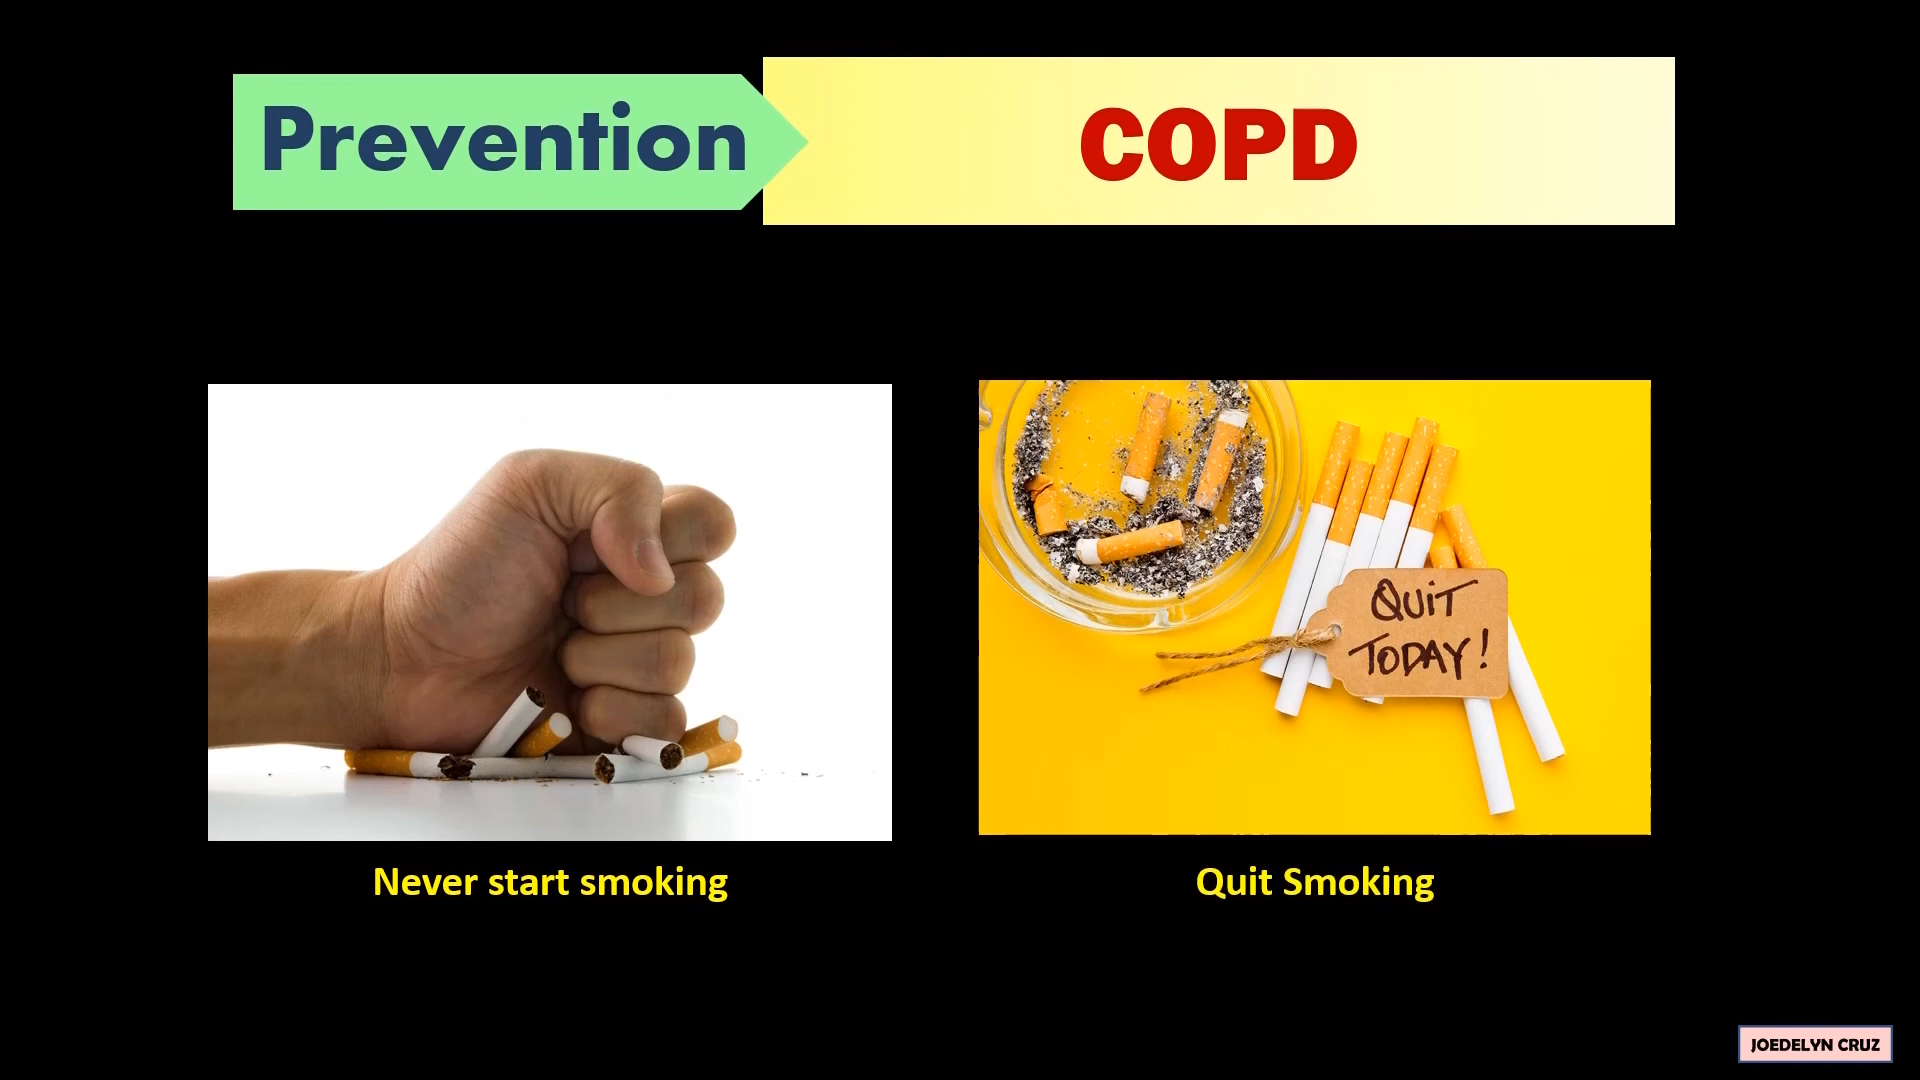 Prevention
COPD
QUiT
TODAY!
Never start smoking
Quit Smoking
JOEDELYN CRUZ